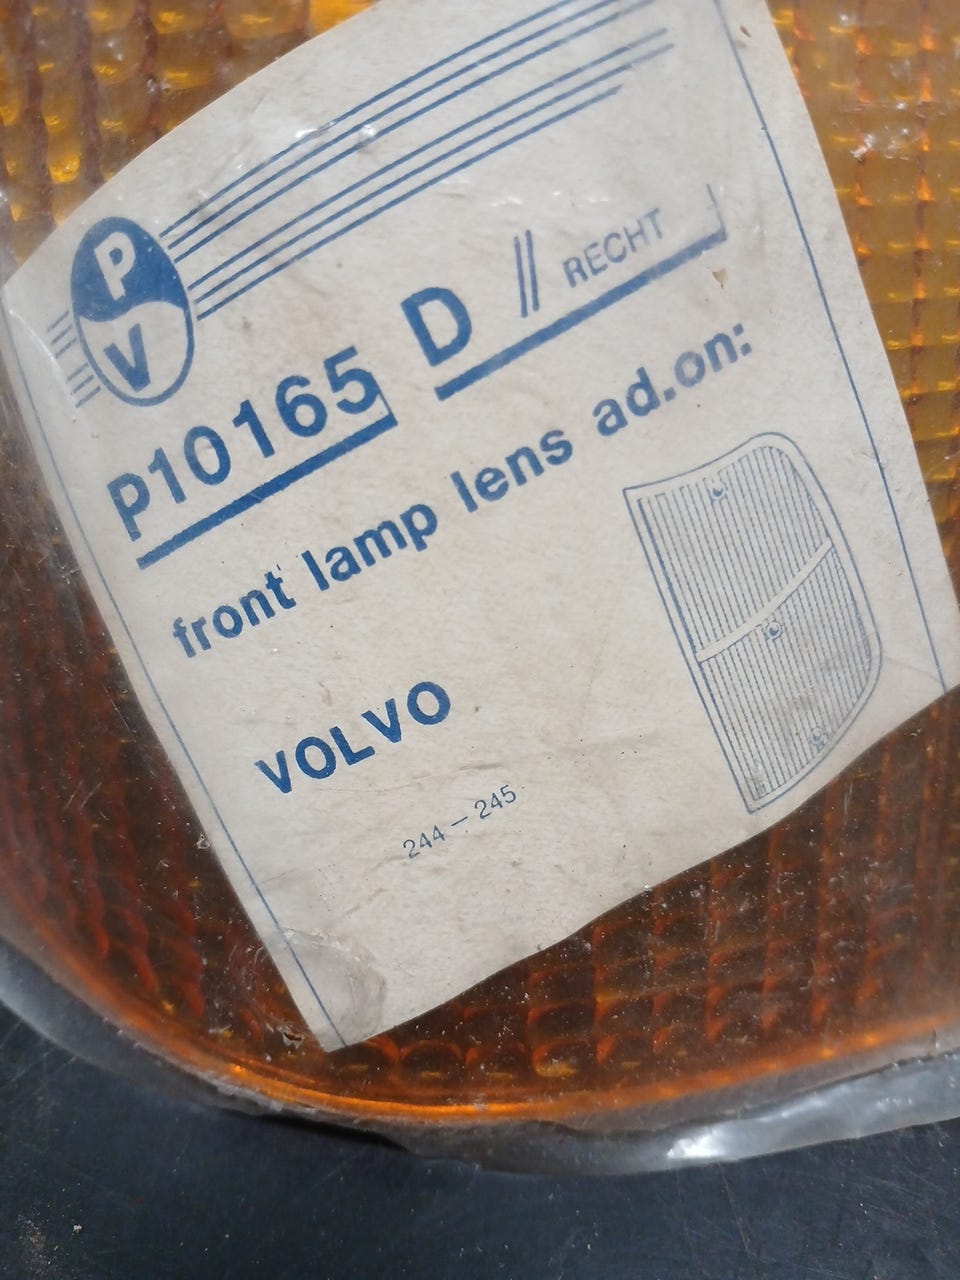 P
V
P10165 D // RECHT
front lamp lens ad.on:
VOLVO
244 - 245